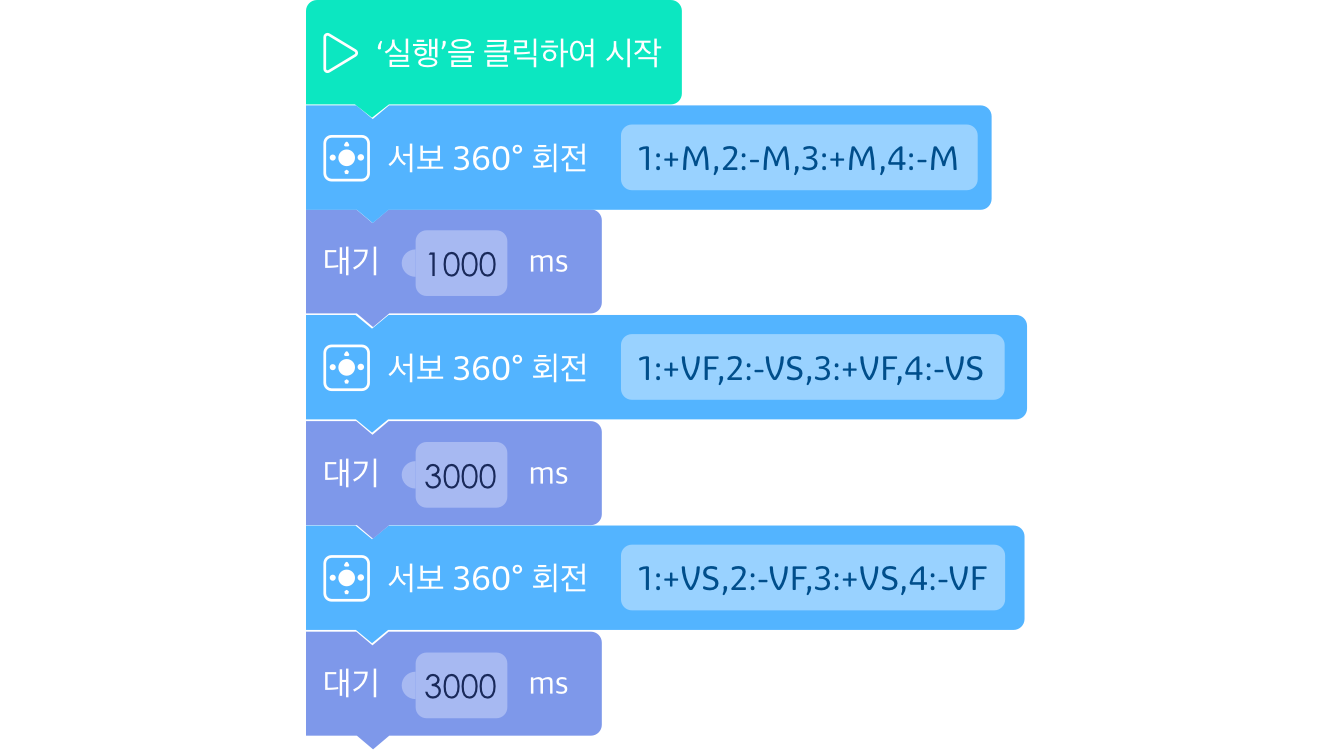 ‘실행’을 클릭하여 시작
서보 360° 회전 1:+M,2:-M,3:+M,4:-M
대기 1000 ms
서보 360° 회전 1:+VF,2:-VS,3:+VF,4:-VS
대기 3000 ms
서보 360° 회전 1:+VS,2:-VF,3:+VS,4:-VF
대기 3000 ms